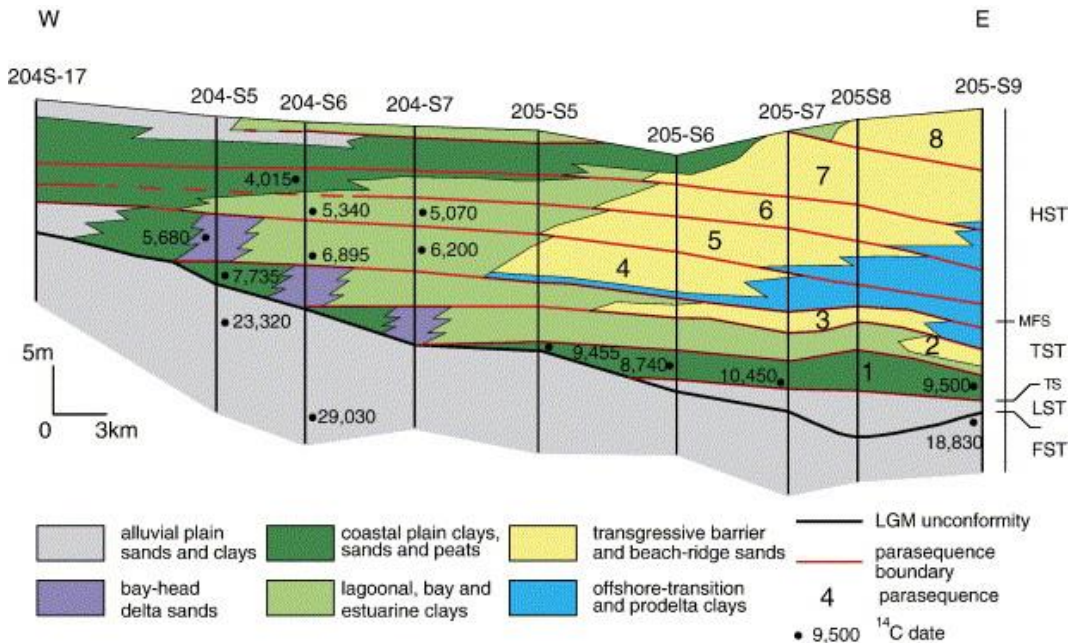 W
E
204S-17
204-S5
204-S6
204-S7
205-S5
205-S6
205-S7
205S8
205-S9
8
7
4,015
6
HST
5,340
5,070
5,680
5
6,895
6,200
4
7,735
23,320
3
MFS
2
TST
5m
9,455
8,740
1
10,450
9,500
TS
LST
0
3km
29,030
18,830
FST
alluvial plain
sands and clays
coastal plain clays,
sands and peats
transgressive barrier
and beach-ridge sands
LGM unconformity
parasequence
boundary
bay-head
delta sands
lagoonal, bay and
estuarine clays
offshore-transition
and prodelta clays
4 parasequence
9,500 14C date